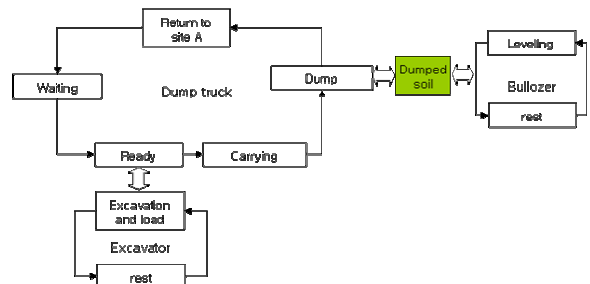 Return to
site A
Waiting
Dump truck
Dump
Dumped
soil
Leveling
Bullozer
rest
Ready
Carrying
Excavation
and load
Excavator
rest